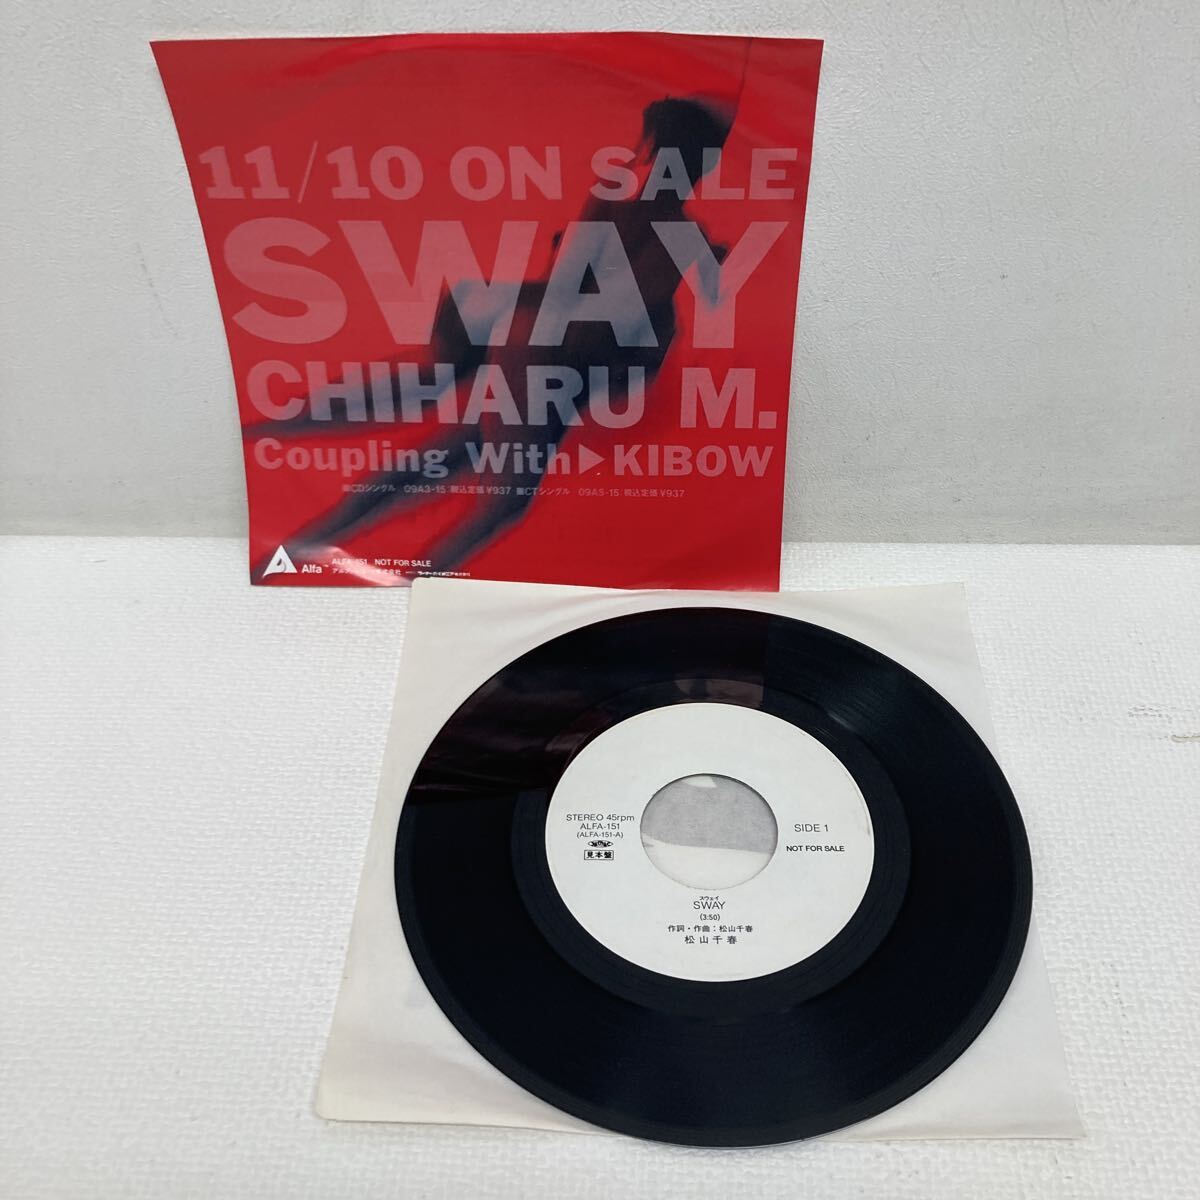 11/10 ON SALE
SWAY
CHIHARU M.
Coupling With▶KIBOW
■CDシングル 09A3-15 税込定価¥937 ■CTシングル 09AS-15 税込定価¥937
Alfa™
ALFA-151 NOT FOR SALE
STEREO 45rpm
ALFA-151
(ALFA-151-A)
見本盤
SIDE 1
NOT FOR SALE
スウェイ
SWAY
(3:50)
作詞・作曲：松山千春
松山千春